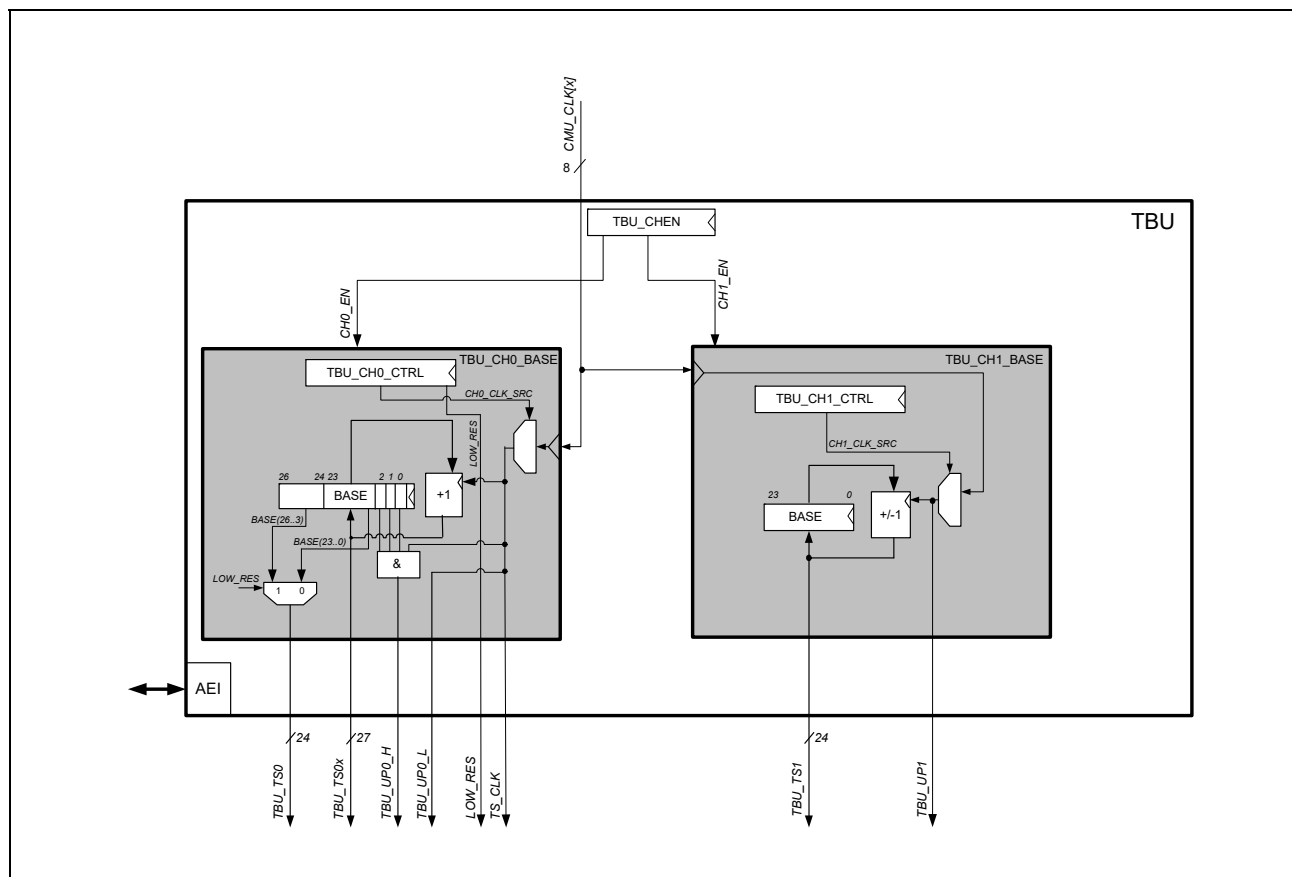 CMU_CLK[x]
8
TBU
TBU_CHEN
CH0_EN
CH1_EN
TBU_CH0_BASE
TBU_CH0_CTRL
CH0_CLK_SRC
LOW_RES
26 24 23 2 1 0
BASE
+1
BASE(26..3)
BASE(23..0)
&
LOW_RES
1 0
TBU_CH1_BASE
TBU_CH1_CTRL
CH1_CLK_SRC
23 0
BASE
+/-1
AEI
24
27
24
TBU_TS0
TBU_TS0x
TBU_UP0_H
TBU_UP0_L
LOW_RES
TS_CLK
TBU_TS1
TBU_UP1